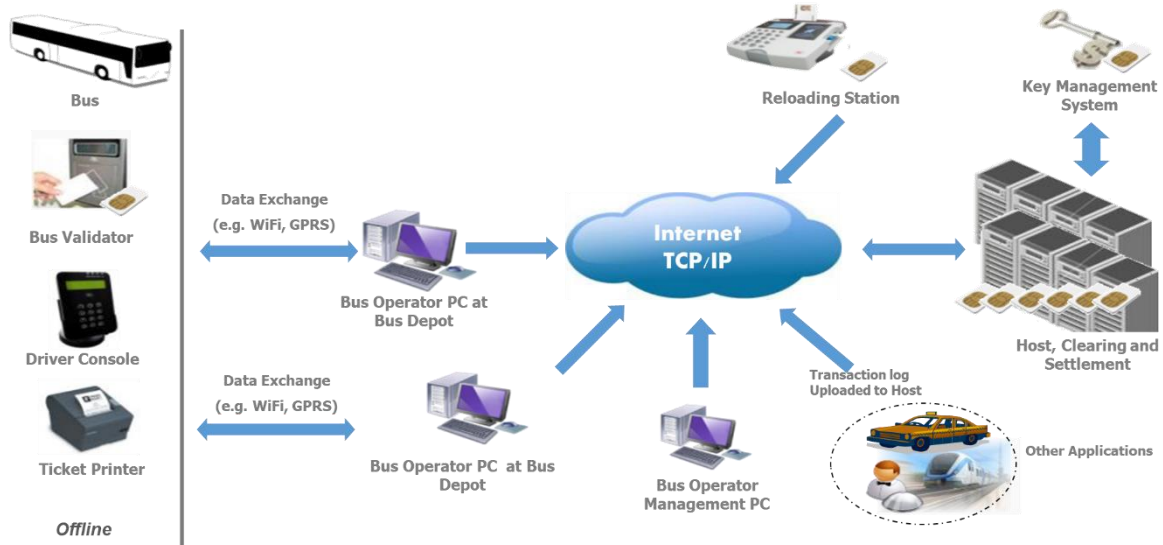 Bus
Bus Validator
Driver Console
Ticket Printer
Offline
Data Exchange
(e.g. WiFi, GPRS)
Bus Operator PC at
Bus Depot
Data Exchange
(e.g. WiFi, GPRS)
Bus Operator PC at Bus
Depot
Reloading Station
Internet
TCP/IP
Bus Operator
Management PC
Transaction log
Uploaded to Host
Other Applications
Key Management
System
Host, Clearing and
Settlement